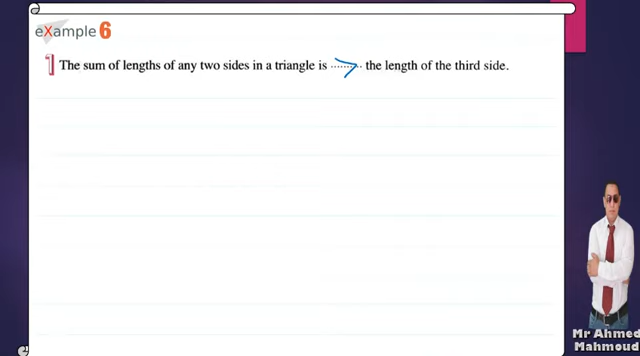 eXample 6
1 The sum of lengths of any two sides in a triangle is ........ > the length of the third side.
Mr Ahmed
Mahmoud